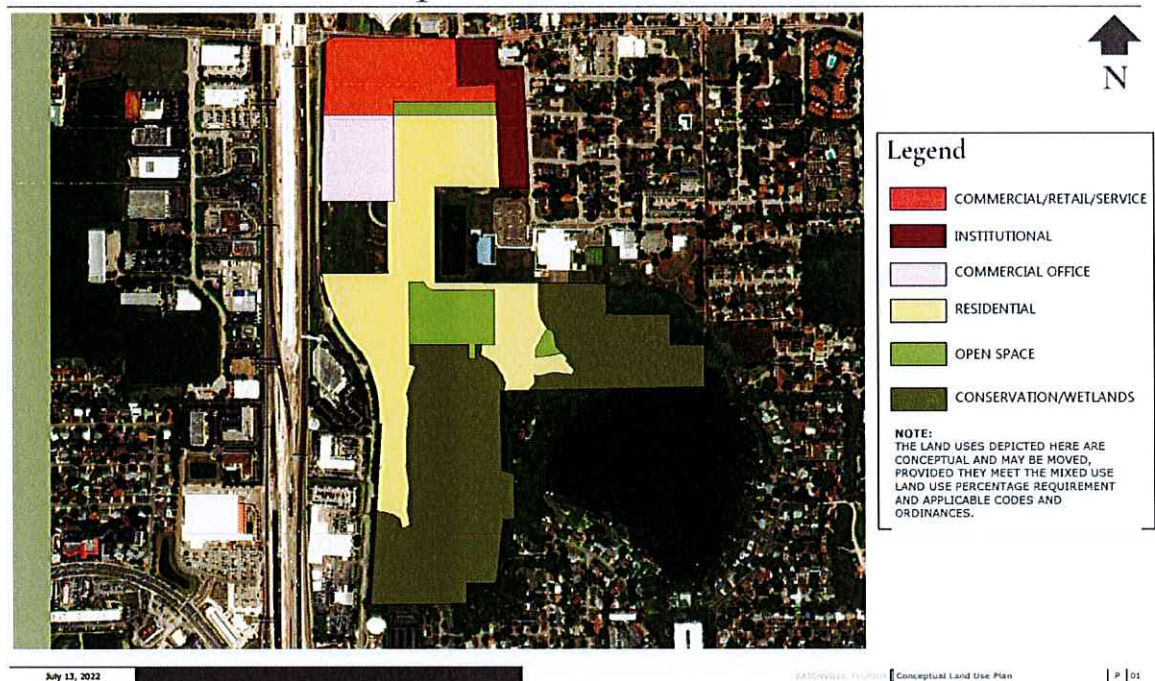 N
Legend
COMMERCIAL/RETAIL/SERVICE
INSTITUTIONAL
COMMERCIAL OFFICE
RESIDENTIAL
OPEN SPACE
CONSERVATION/WETLANDS
NOTE:
THE LAND USES DEPICTED HERE ARE
CONCEPTUAL AND MAY BE MOVED,
PROVIDED THEY MEET THE MIXED USE
LAND USE PERCENTAGE REQUIREMENT
AND APPLICABLE CODES AND
ORDINANCES.
July 13, 2022
EATONVILLE, FLORIDA Conceptual Land Use Plan P 01